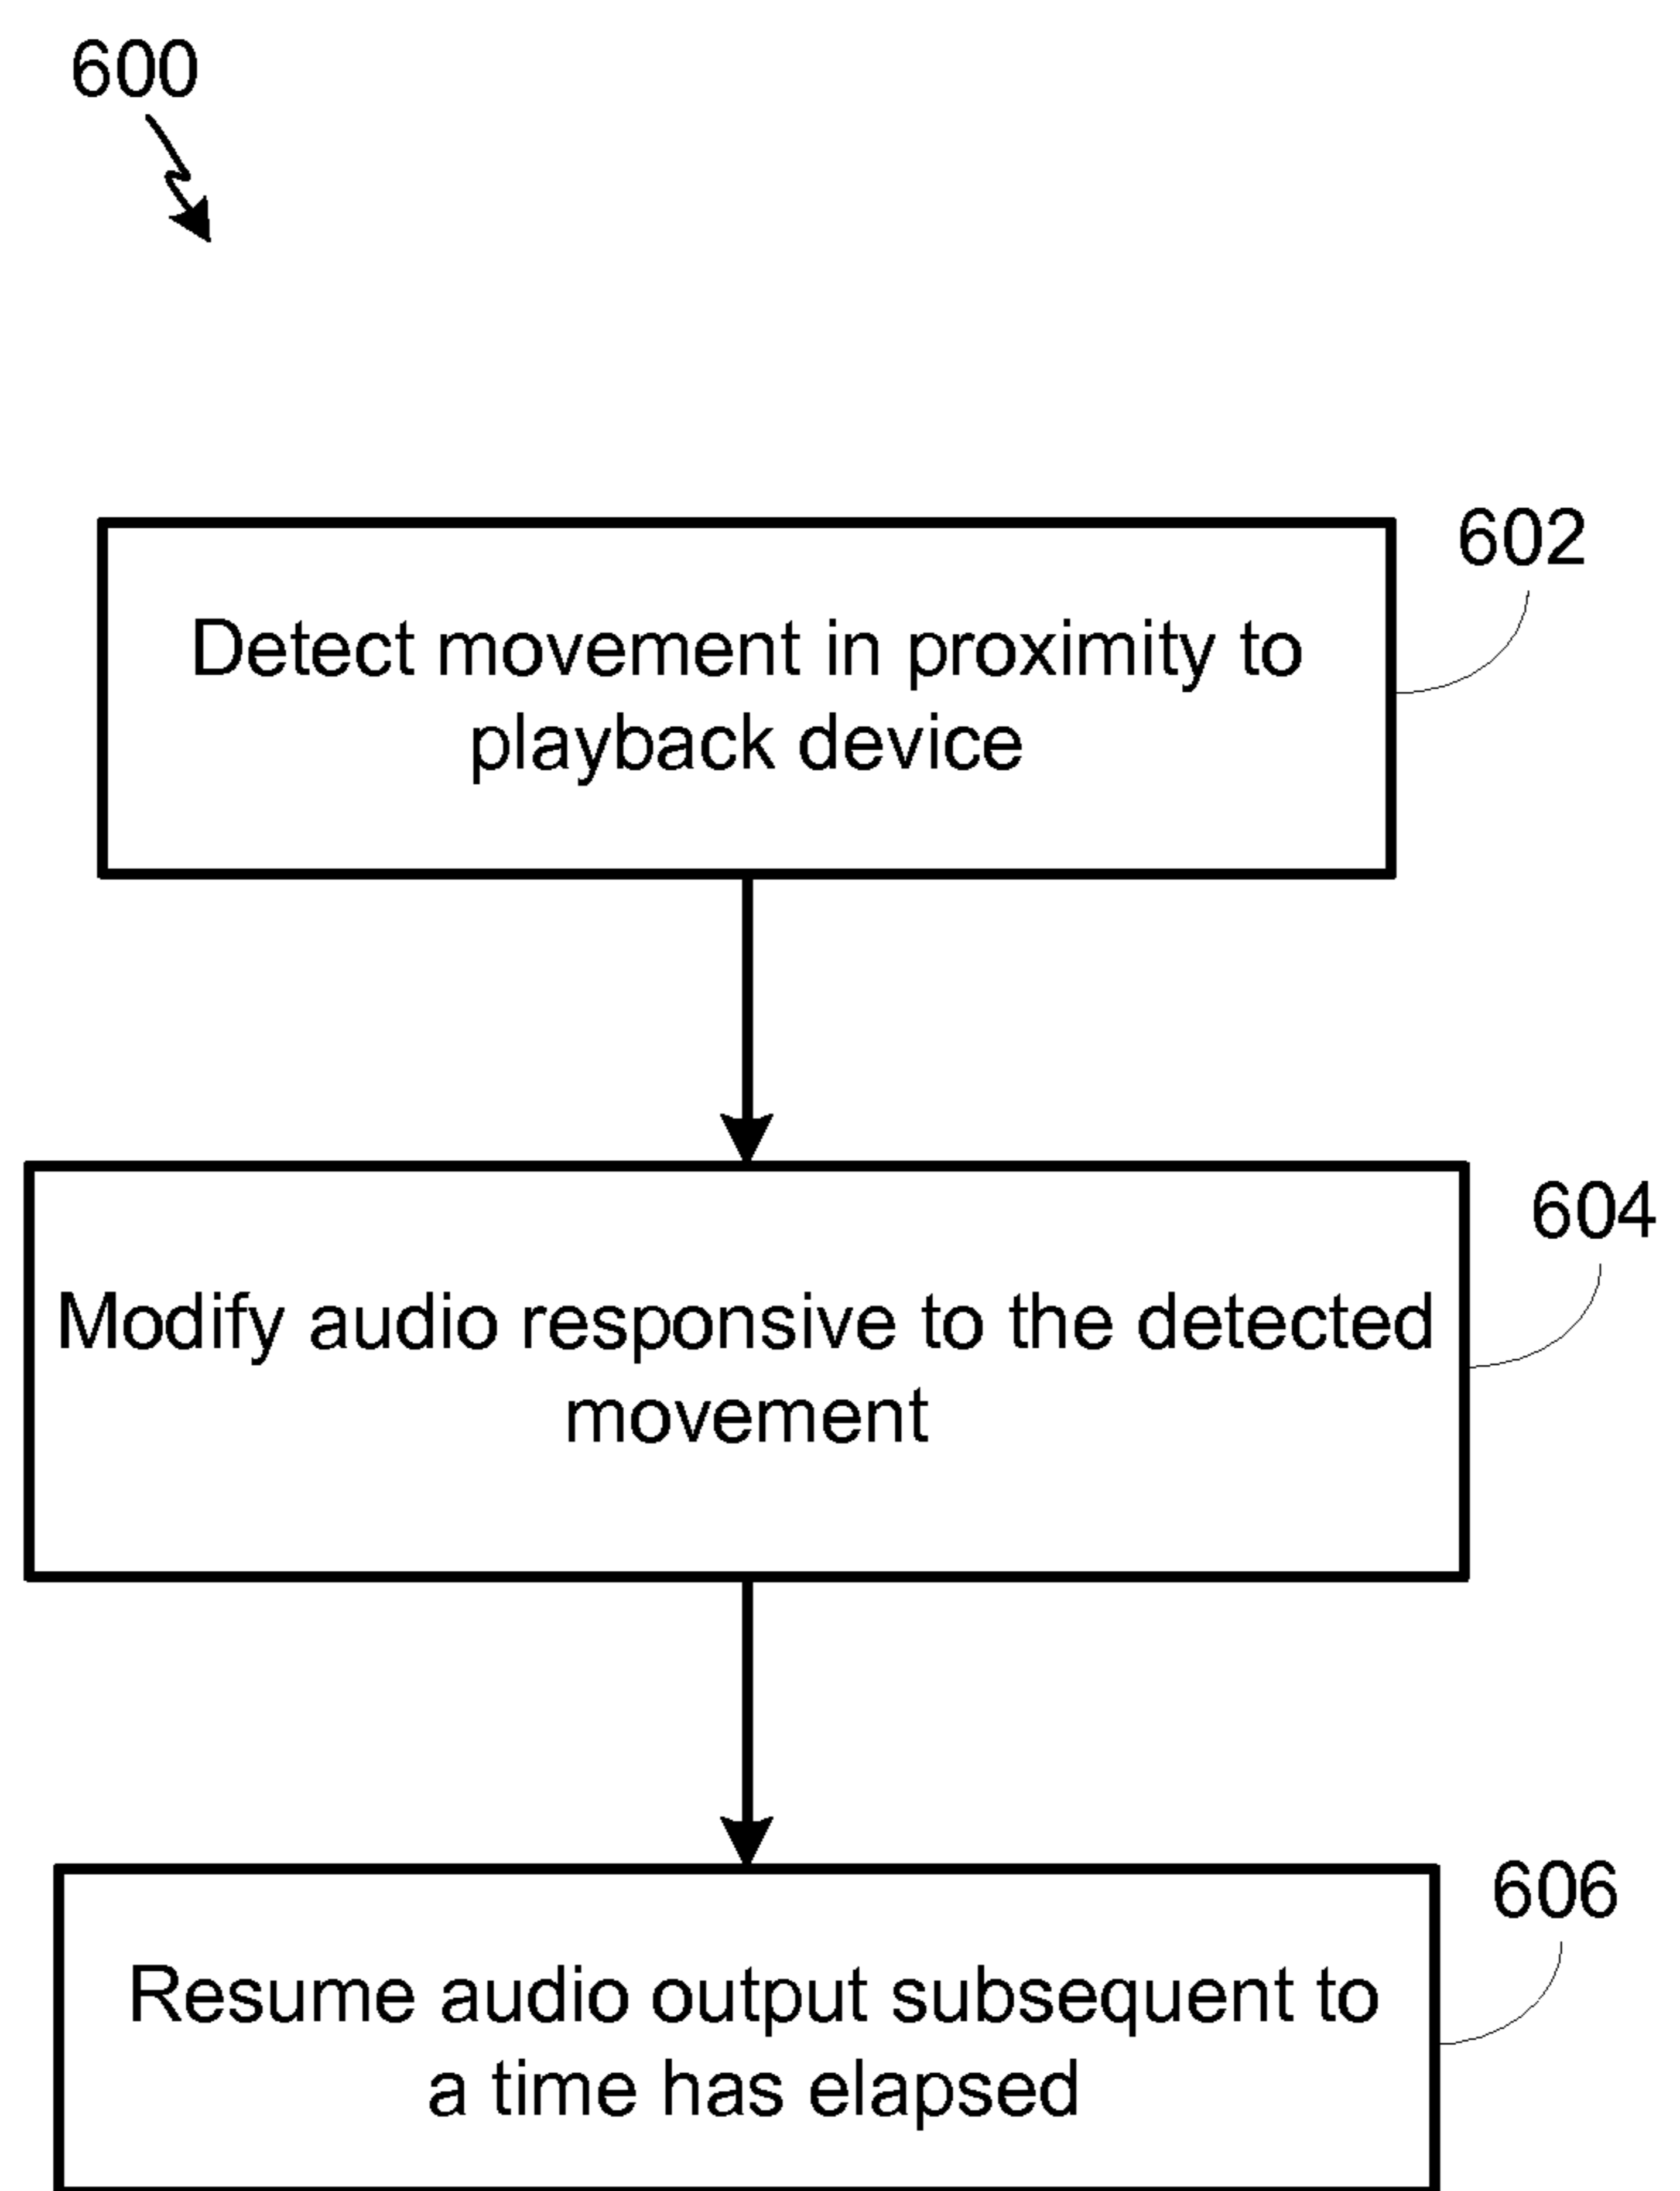 600
602
Detect movement in proximity to
playback device
604
Modify audio responsive to the detected
movement
606
Resume audio output subsequent to
a time has elapsed